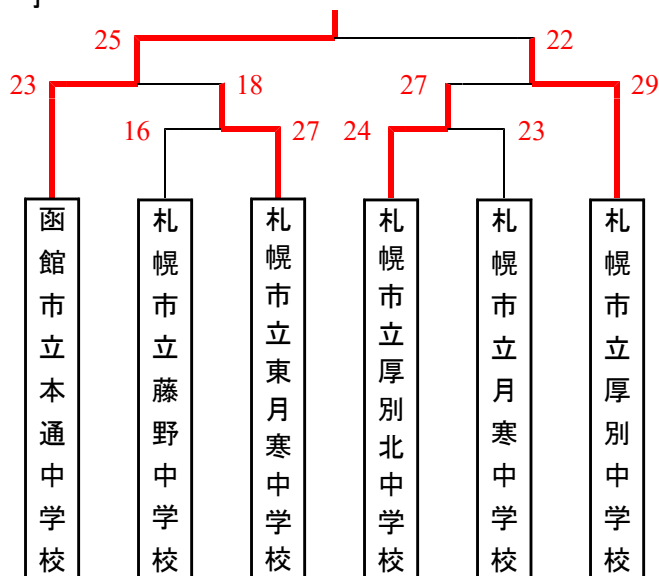 25 22
23 18 27 29
16 27 24 23
函館市立本通中学校
札幌市立藤野中学校
札幌市立東月寒中学校
札幌市立厚別北中学校
札幌市立月寒中学校
札幌市立厚別中学校